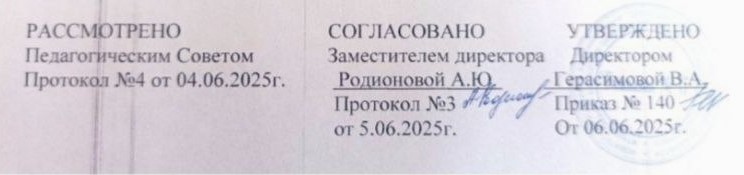 РАССМОТРЕНО
Педагогическим Советом
Протокол №4 от 04.06.2025г.
СОГЛАСОВАНО
Заместителем директора
Родионовой А.Ю.
Протокол №3
от 5.06.2025г.
УТВЕРЖДЕНО
Директором
Герасимовой В.А.
Приказ № 140
От 06.06.2025г.